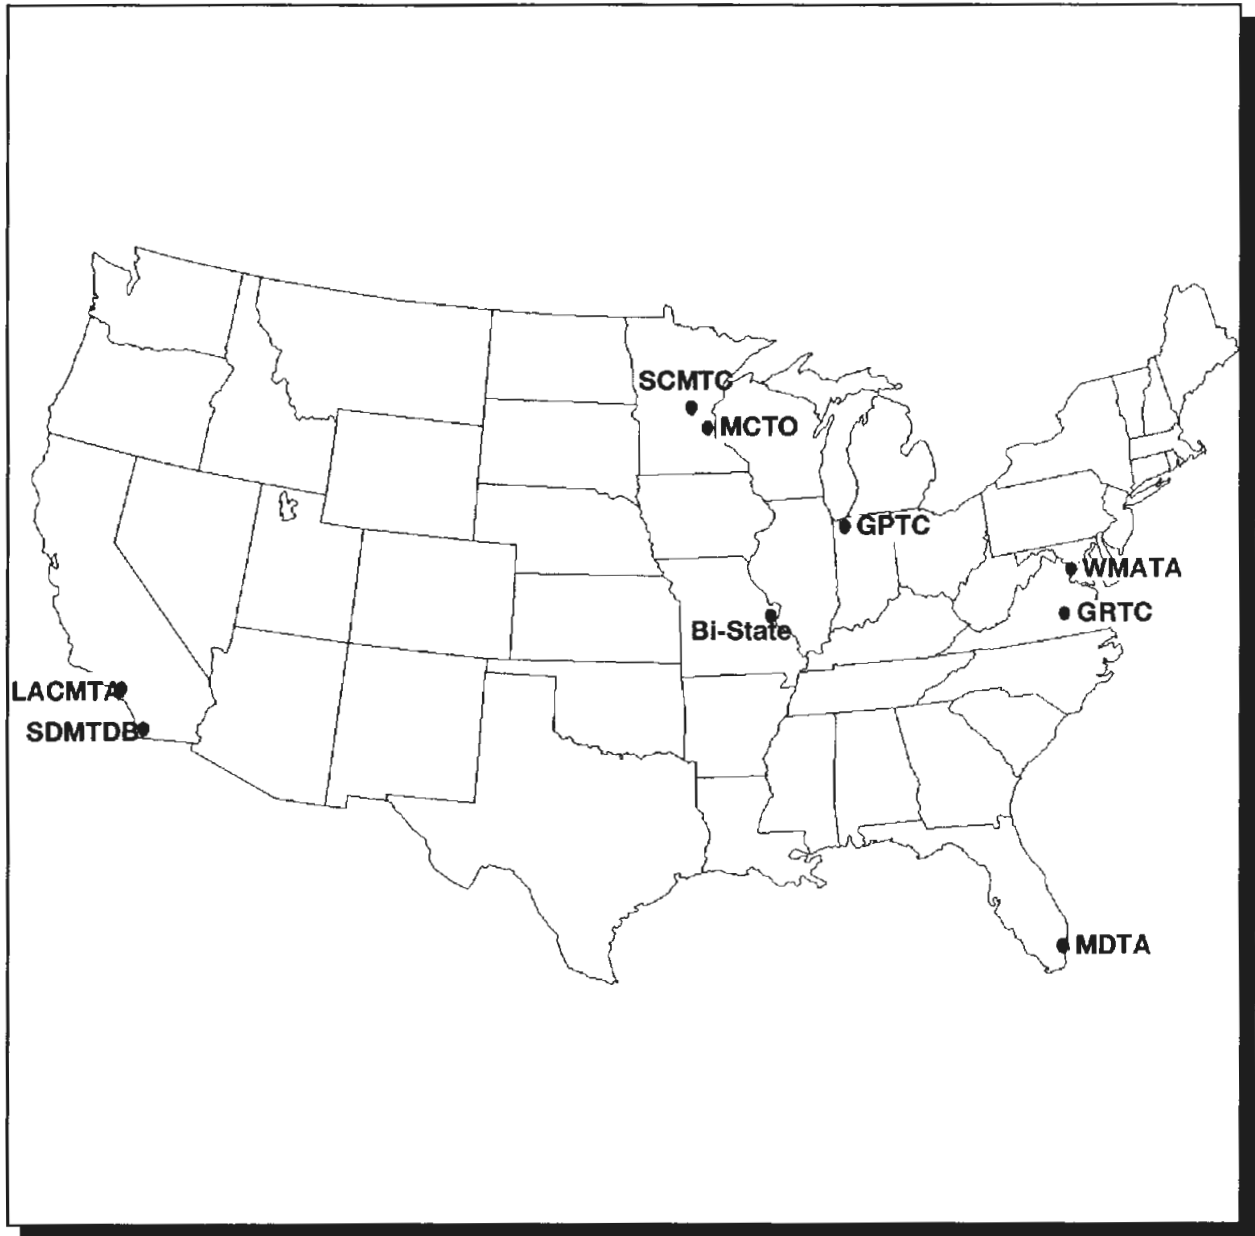 SCMTC
MCTO
GPTC
WMATA
GRTC
Bi-State
LACMTA
SDMTDB
MDTA